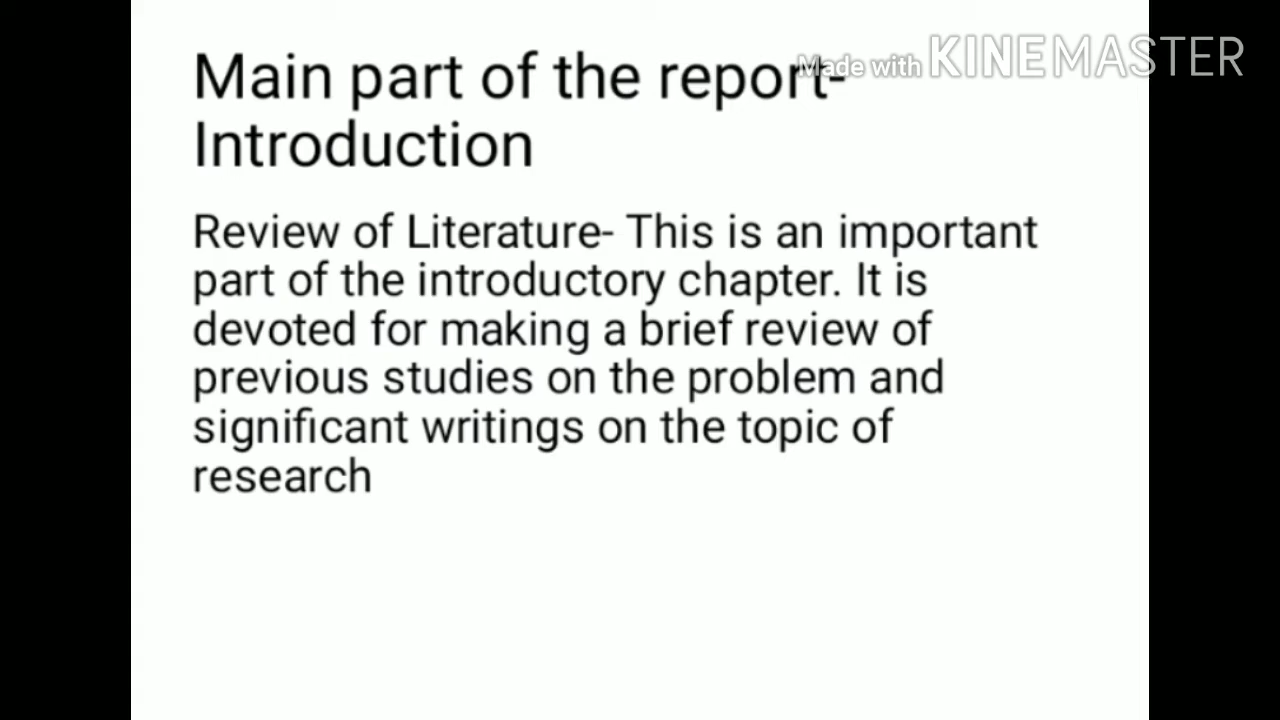 Main part of the report-
Introduction
Made with KINEMASTER
Review of Literature- This is an important
part of the introductory chapter. It is
devoted for making a brief review of
previous studies on the problem and
significant writings on the topic of
research